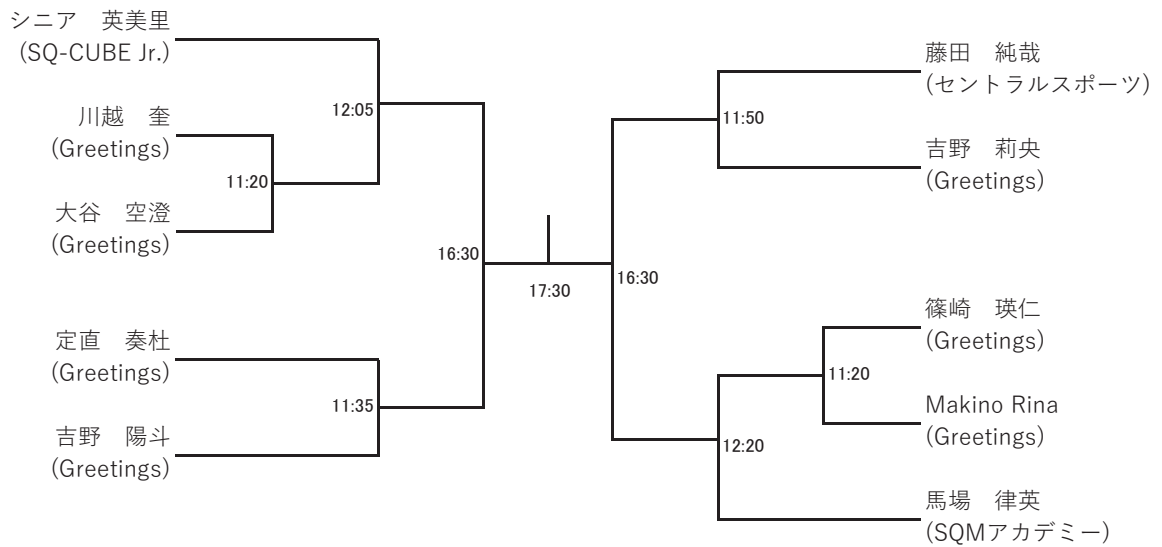 シニア　英美里
(SQ-CUBE Jr.)
川越　奎
(Greetings)
大谷　空澄
(Greetings)
定直　奏杜
(Greetings)
吉野　陽斗
(Greetings)
12:05
11:20
11:35
16:30
17:30
16:30
11:50
11:20
12:20
藤田　純哉
(セントラルスポーツ)
吉野　莉央
(Greetings)
篠崎　瑛仁
(Greetings)
Makino Rina
(Greetings)
馬場　律英
(SQMアカデミー)